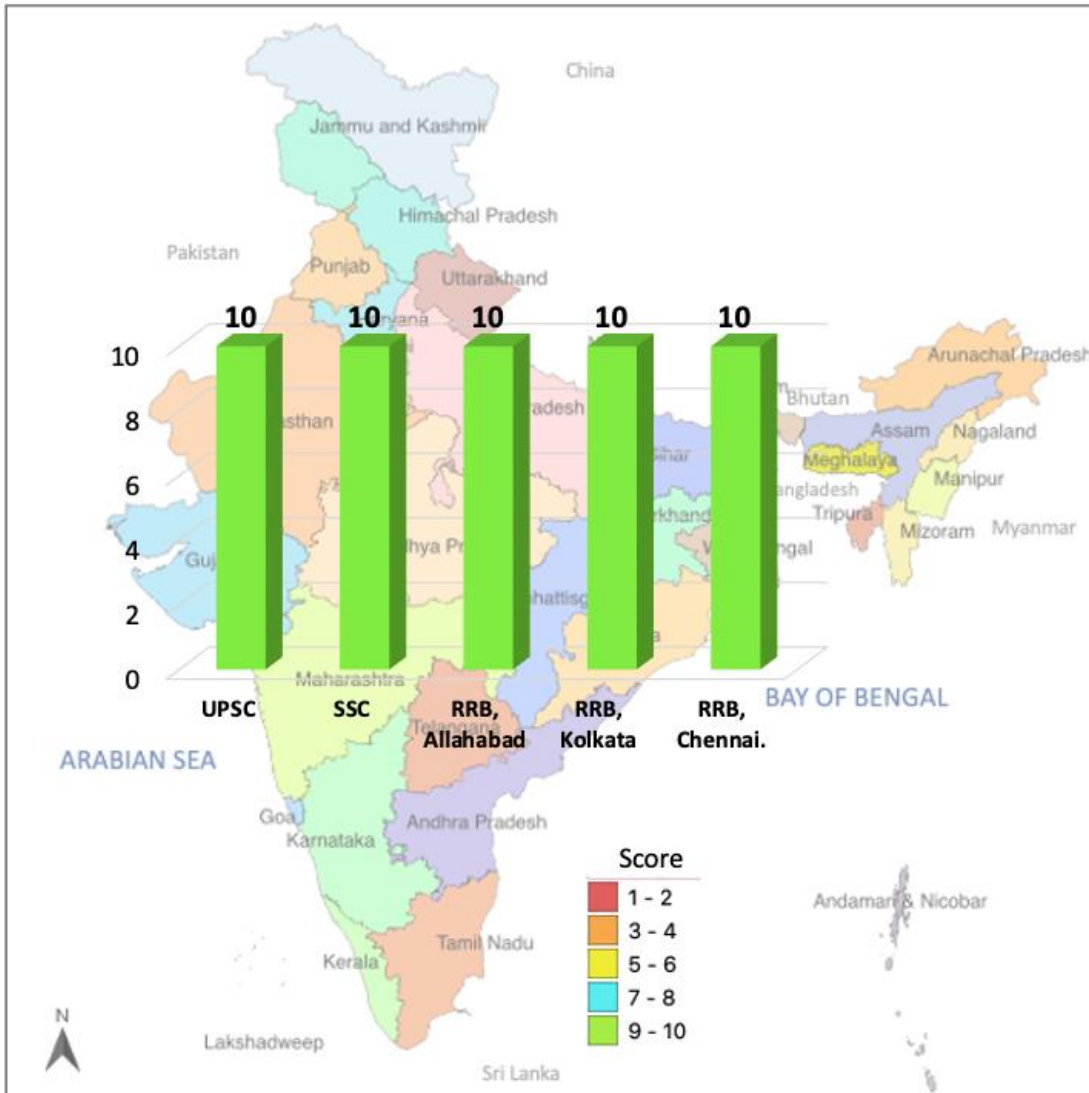 China
Jammu and Kashmir
Himachal Pradesh
Pakistan
Punjab
Uttarakhand
10
10
10
10
10
10
Arunachal Pradesh
Bhutan
8
Assam
Nagaland
Meghalaya
6
Manipur
Tripura
Mizoram
Myanmar
4
2
0
Maharashtra
BAY OF BENGAL
UPSC
SSC
RRB,
Allahabad
RRB,
Kolkata
RRB,
Chennai.
Telangana
ARABIAN SEA
Goa
Karnataka
Andhra Pradesh
Score
1 - 2
3 - 4
5 - 6
7 - 8
9 - 10
Andaman & Nicobar
Tamil Nadu
Kerala
N
Lakshadweep
Sri Lanka